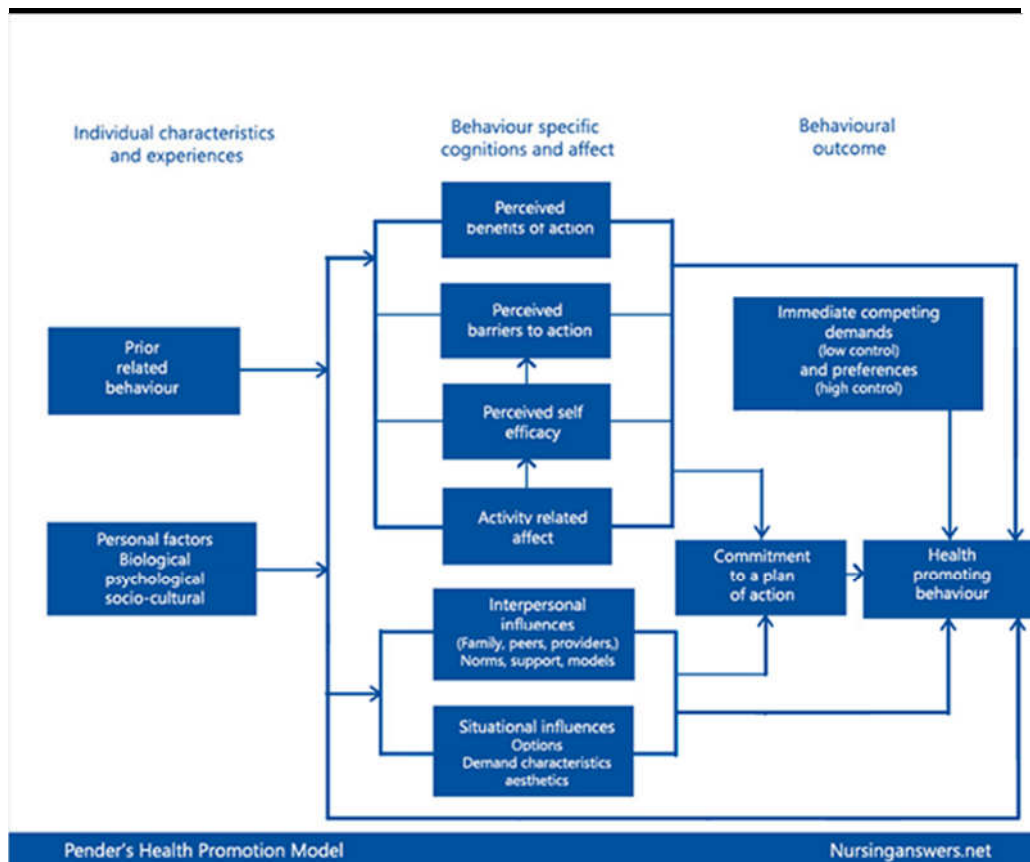 Individual characteristics
and experiences
Behaviour specific
cognitions and affect
Behavioural
outcome
Prior
related
behaviour
Personal factors
Biological
psychological
socio-cultural
Perceived
benefits of action
Perceived
barriers to action
Perceived self
efficacy
Activity related
affect
Interpersonal
influences
(Family, peers, providers,)
Norms, support, models
Situational influences
Options
Demand characteristics
aesthetics
Immediate competing
demands
(low control)
and preferences
(high control)
Commitment
to a plan
of action
Health
promoting
behaviour
Pender's Health Promotion Model
Nursinganswers.net